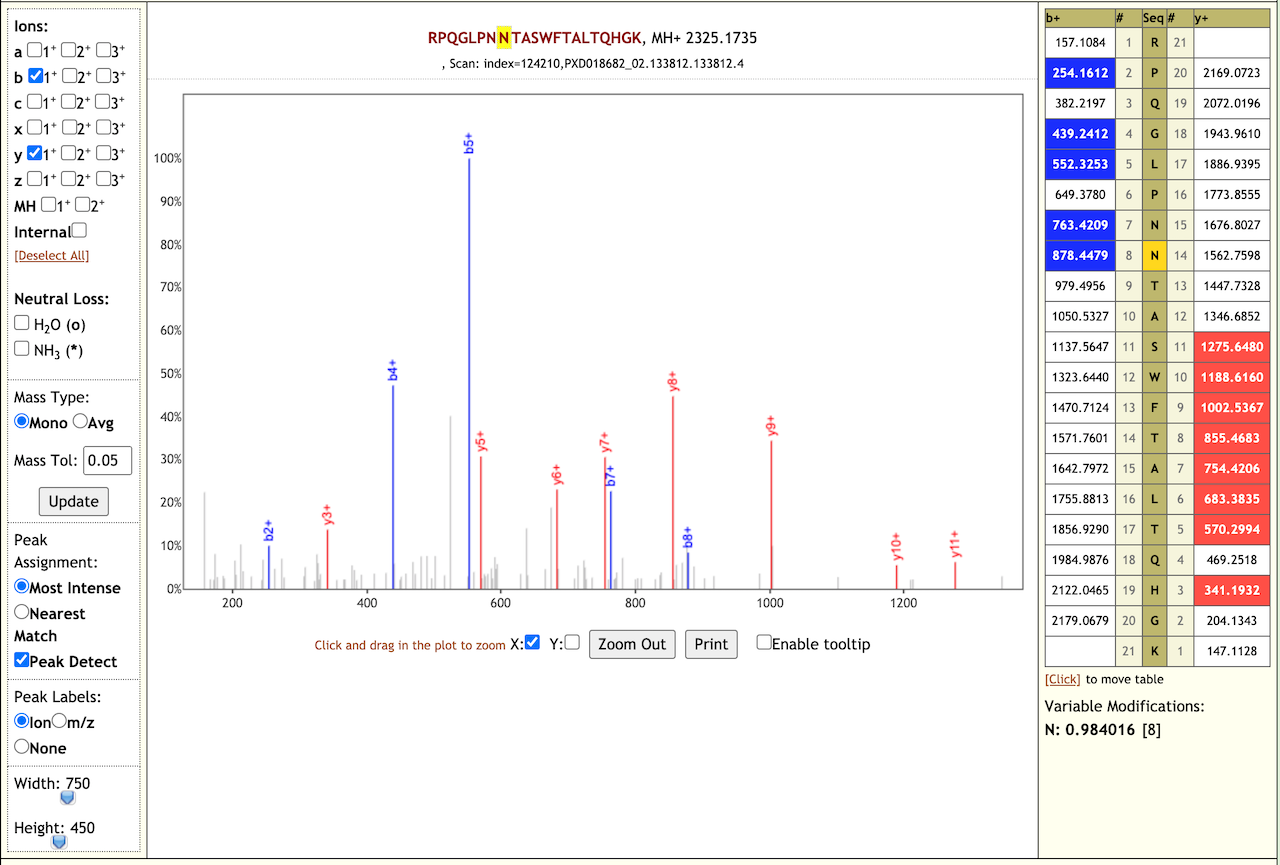 Ions:
a 1+ 2+ 3+
b 1+ 2+ 3+
c 1+ 2+ 3+
x 1+ 2+ 3+
y 1+ 2+ 3+
z 1+ 2+ 3+
MH 1+ 2+
Internal
[Deselect All]
Neutral Loss:
H2O (o)
NH3 (*)
Mass Type:
Mono Avg
Mass Tol: 0.05
Update
Peak
Assignment:
Most Intense
Nearest
Match
Peak Detect
Peak Labels:
Ion m/z
None
Width: 750
Height: 450
RPQGLPNNTASWFTALTQHGK, MH+ 2325.1735
, Scan: index=124210,PXD018682_02.133812.133812.4
100%
90%
80%
70%
60%
50%
40%
30%
20%
10%
0%
b2+
y3+
b4+
b5+
y5+
y6+
y7+
b7+
y8+
b8+
y9+
y10+
y11+
200 400 600 800 1000 1200
Click and drag in the plot to zoom X: Y: Zoom Out Print Enable tooltip
b+ # Seq # y+
157.1084 1 R 21
254.1612 2 P 20 2169.0723
382.2197 3 Q 19 2072.0196
439.2412 4 G 18 1943.9610
552.3253 5 L 17 1886.9395
649.3780 6 P 16 1773.8555
763.4209 7 N 15 1676.8027
878.4479 8 N 14 1562.7598
979.4956 9 T 13 1447.7328
1050.5327 10 A 12 1346.6852
1137.5647 11 S 11 1275.6480
1323.6440 12 W 10 1188.6160
1470.7124 13 F 9 1002.5367
1571.7601 14 T 8 855.4683
1642.7972 15 A 7 754.4206
1755.8813 16 L 6 683.3835
1856.9290 17 T 5 570.2994
1984.9876 18 Q 4 469.2518
2122.0465 19 H 3 341.1932
2179.0679 20 G 2 204.1343
21 K 1 147.1128
[Click] to move table
Variable Modifications:
N: 0.984016 [8]